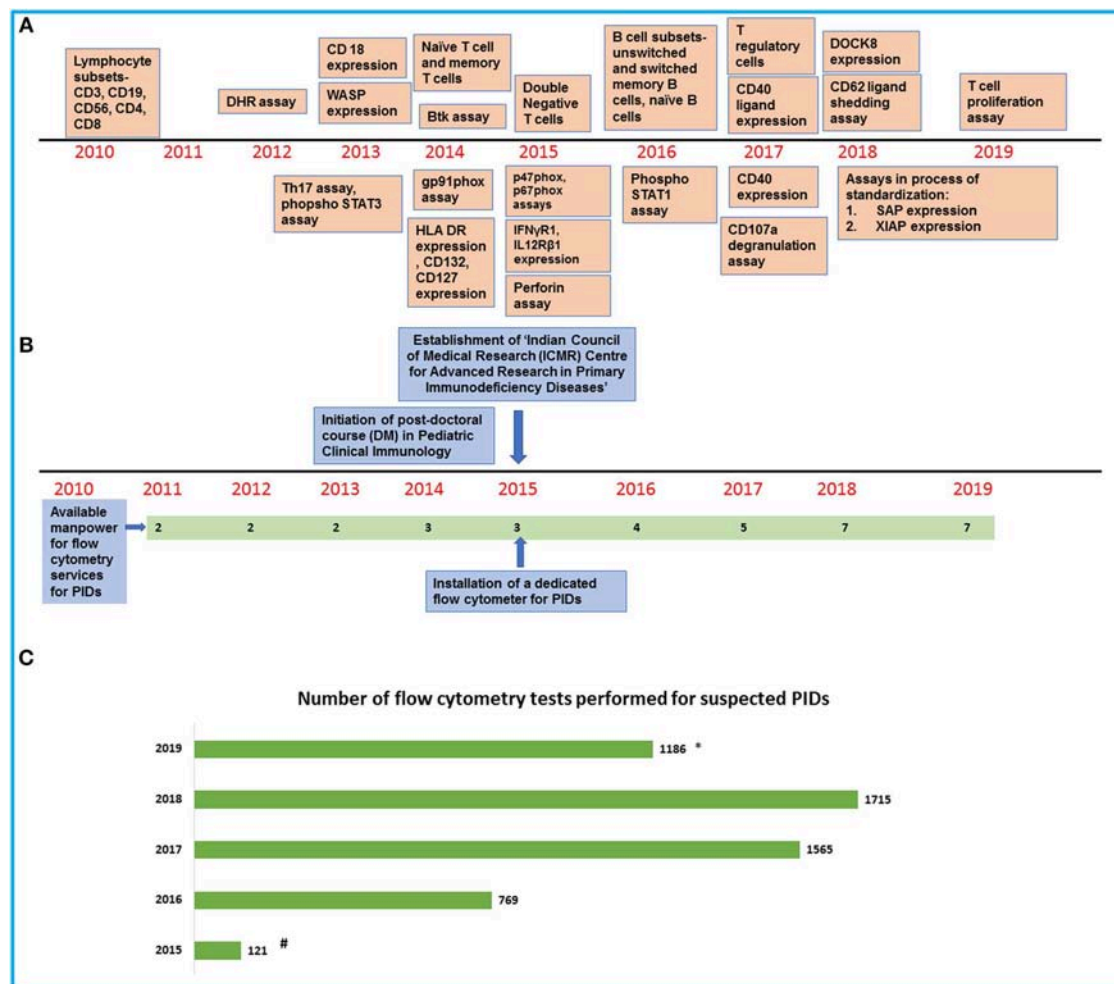 A
Lymphocyte
subsets-
CD3, CD19,
CD56, CD4,
CD8
DHR assay
CD 18
expression
WASP expression
Naïve T cell
and memory
T cells
Btk assay
Double
Negative
T cells
B cell subsets-
unswitched
and switched
memory B
cells, naïve B
cells
T
regulatory
cells
CD40
ligand
expression
DOCK8
expression
CD62 ligand
shedding
assay
T cell
proliferation
assay
2010 2011 2012 2013 2014 2015 2016 2017 2018 2019
Th17 assay,
phopsho STAT3
assay
gp91phox
assay
HLA DR
expression
, CD132,
CD127
expression
p47phox,
p67phox
assays
IFNγR1,
IL12Rβ1
expression
Perforin
assay
Phospho
STAT1
assay
CD40
expression
CD107a
degranulation
assay
Assays in process of
standardization:
1. SAP expression
2. XIAP expression
B
Establishment of ‘Indian Council
of Medical Research (ICMR) Centre
for Advanced Research in Primary
Immunodeficiency Diseases’
Initiation of post-doctoral
course (DM) in Pediatric
Clinical Immunology
2010 2011 2012 2013 2014 2015 2016 2017 2018 2019
Available
manpower
for flow
cytometry
services
for PIDs
2 2 2 3 3 4 5 7 7
Installation of a dedicated
flow cytometer for PIDs
C
Number of flow cytometry tests performed for suspected PIDs
2019 1186 *
2018 1715
2017 1565
2016 769
2015 121 #